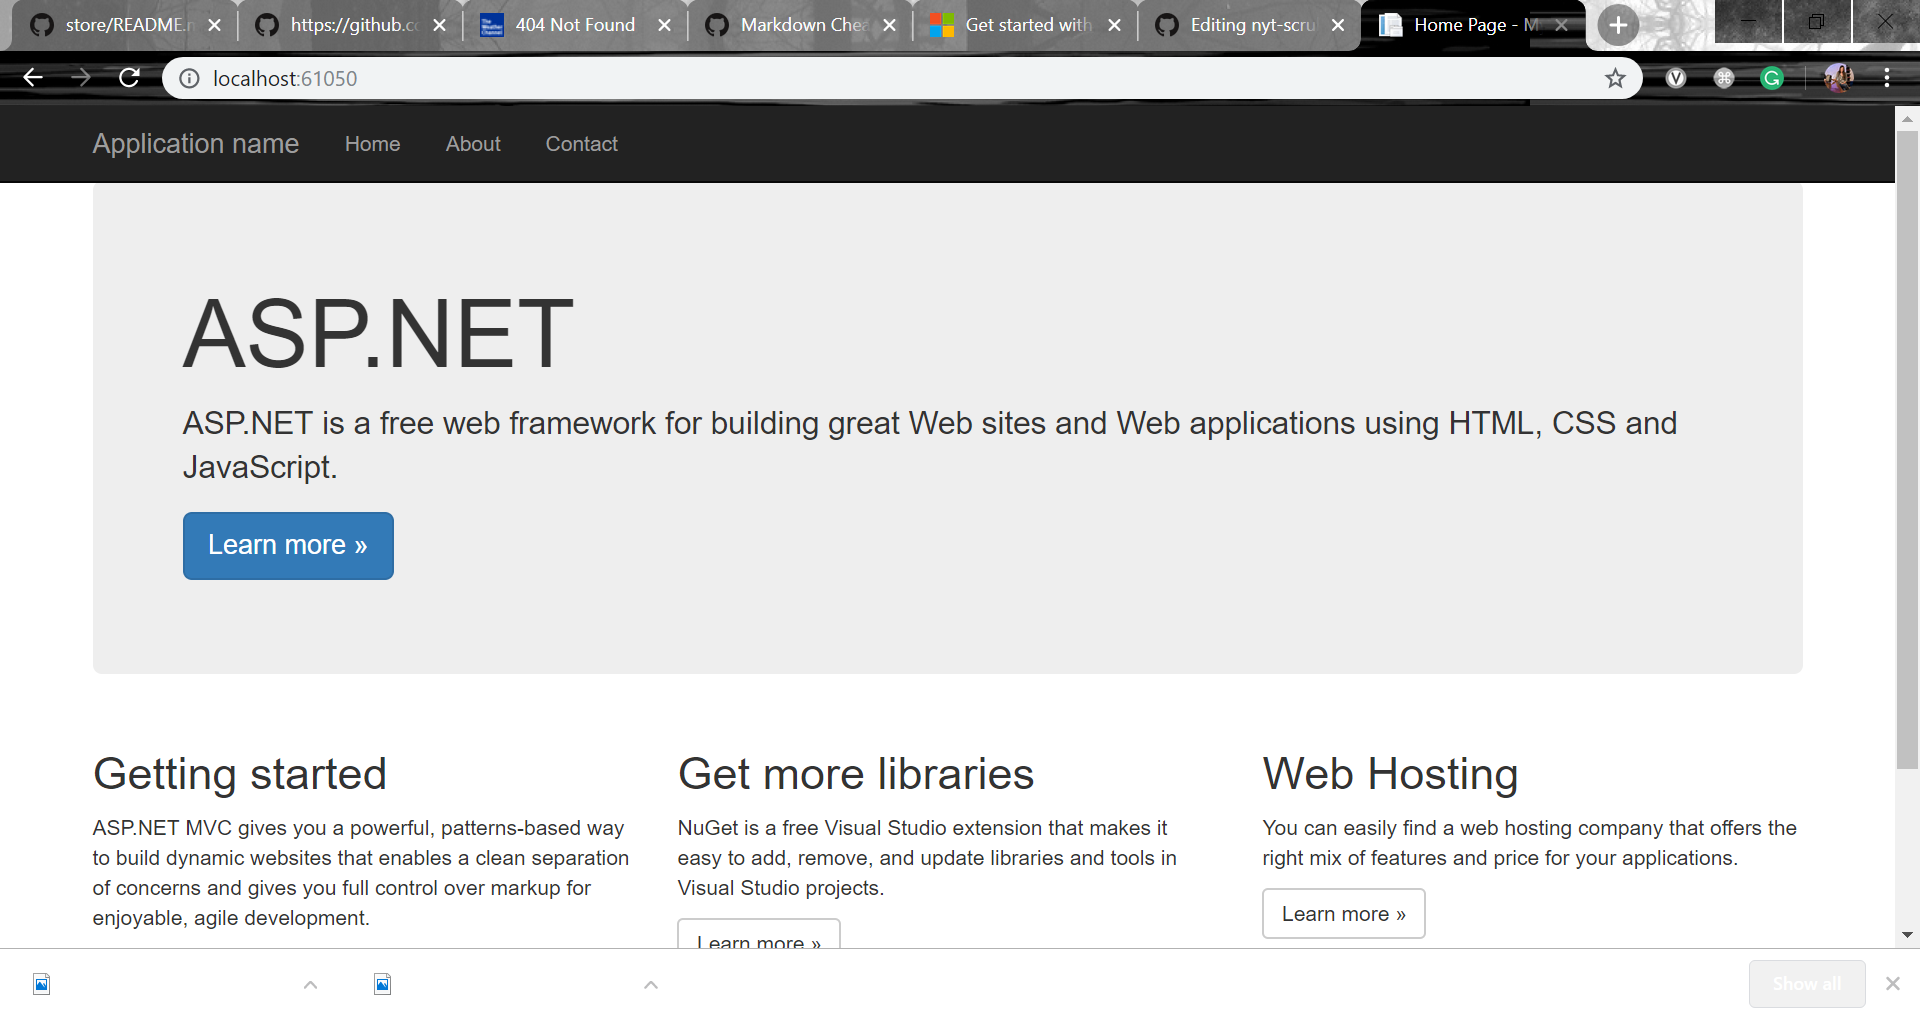 store/README.m
https://github.cc
404 Not Found
Markdown Chea
Get started with
Editing nyt-scru
Home Page - M
localhost:61050
Application name Home About Contact
ASP.NET
ASP.NET is a free web framework for building great Web sites and Web applications using HTML, CSS and
JavaScript.
Learn more »
Getting started
ASP.NET MVC gives you a powerful, patterns-based way
to build dynamic websites that enables a clean separation
of concerns and gives you full control over markup for
enjoyable, agile development.
Get more libraries
NuGet is a free Visual Studio extension that makes it
easy to add, remove, and update libraries and tools in
Visual Studio projects.
Learn more »
Web Hosting
You can easily find a web hosting company that offers the
right mix of features and price for your applications.
Learn more »
Show all